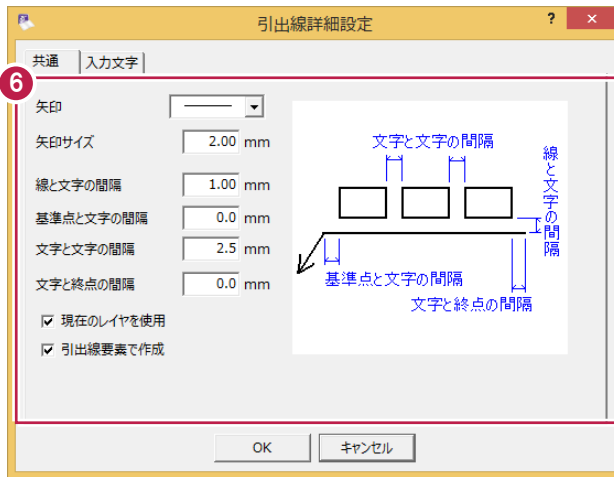 引出線詳細設定
? ×
共通 入力文字
6
矢印
矢印サイズ 2.00 mm
線と文字の間隔 1.00 mm
基準点と文字の間隔 0.0 mm
文字と文字の間隔 2.5 mm
文字と終点の間隔 0.0 mm
現在のレイヤを使用
引出線要素で作成
文字と文字の間隔
線と文字の間隔
基準点と文字の間隔
文字と終点の間隔
OK キャンセル